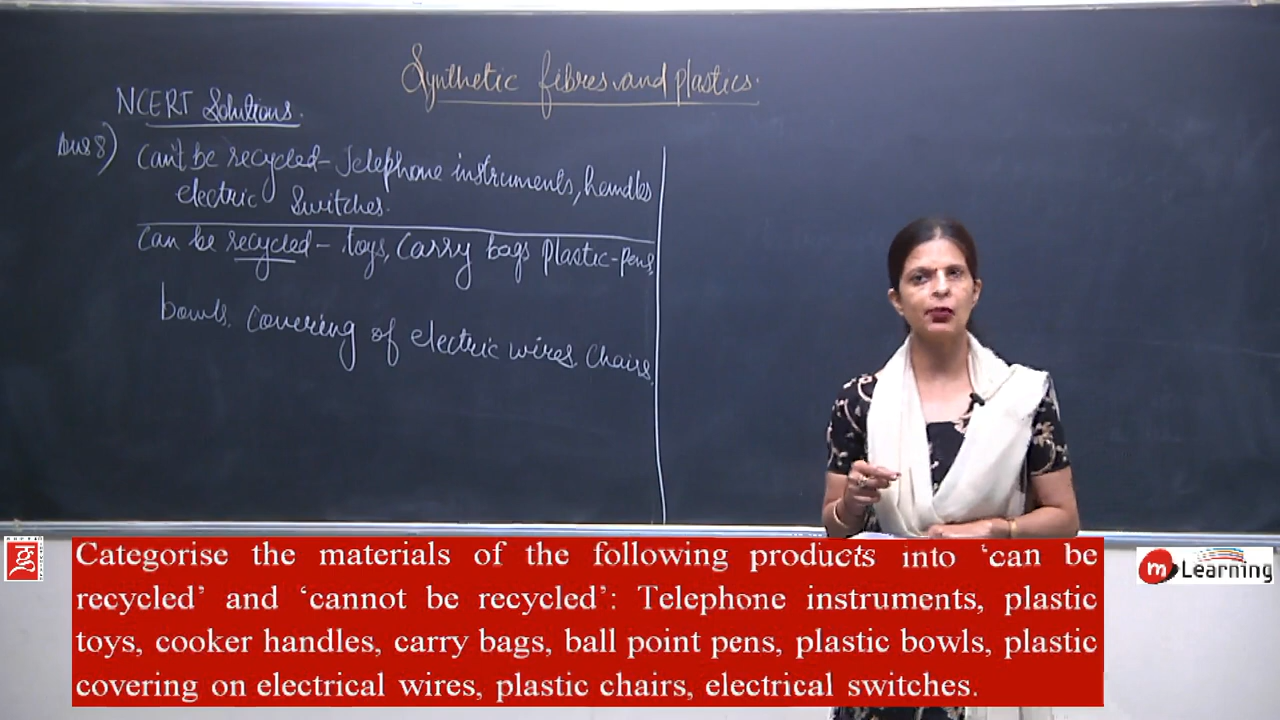 Synthetic fibres and plastics.
NCERT Solutions.
Ans 8) Can't be recycled - Telephone instruments, handles
electric Switches.
Can be recycled - toys, Carry bags plastic-pens,
bowls. Covering of electric wires. Chairs.
Categorise the materials of the following products into ‘can be
recycled’ and ‘cannot be recycled’: Telephone instruments, plastic
toys, cooker handles, carry bags, ball point pens, plastic bowls, plastic
covering on electrical wires, plastic chairs, electrical switches.
m Learning